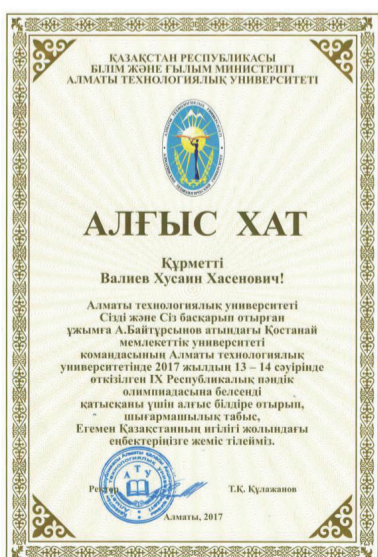 ҚАЗАҚСТАН РЕСПУБЛИКАСЫ
БІЛІМ ЖӘНЕ ҒЫЛЫМ МИНИСТРЛІГІ
АЛМАТЫ ТЕХНОЛОГИЯЛЫҚ УНИВЕРСИТЕТІ
АЛҒЫС ХАТ
Құрметті
Валиев Хусаин Хасенович!
Алматы технологиялық университеті
Сізді және Сіз басқарып отырған
ұжымға А.Байтұрсынов атындағы Қостанай
мемлекеттік университеті
командасының Алматы технологиялық
университетінде 2017 жылдың 13 – 14 сәуірінде
өткізілген IX Республикалық пәндік
олимпиадасына белсенді
қатысқаны үшін алғыс білдіре отырып,
шығармашылық табыс,
Егемен Қазақстанның игілігі жолындағы
еңбектеріңізге жеміс тілейміз.
АТУ
Ректор Т.Қ. Құлажанов
Алматы, 2017